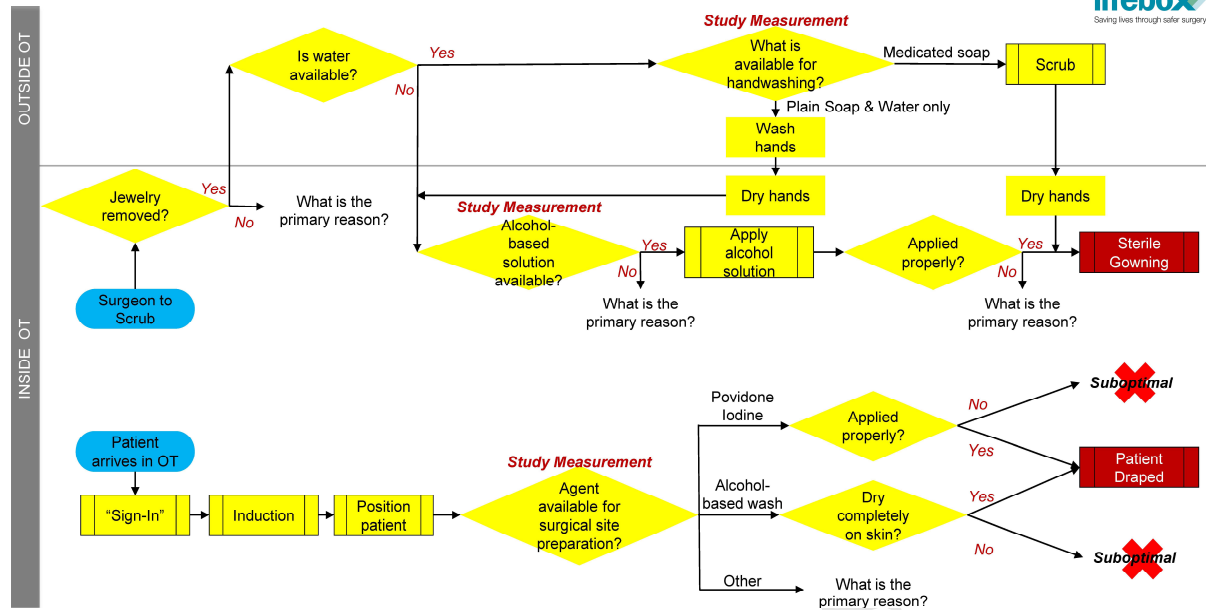 lifebox
Saving lives through safer surgery
OUTSIDE OT
Is water
available?
Yes
No
Study Measurement
What is
available for
handwashing?
Medicated soap
Scrub
Plain Soap & Water only
Wash
hands
INSIDE OT
Jewelry
removed?
Yes
No
What is the
primary reason?
Surgeon to
Scrub
Dry hands
Dry hands
Study Measurement
Alcohol-
based
solution
available?
Yes
No
What is the
primary reason?
Apply
alcohol
solution
Applied
properly?
Yes
No
What is the
primary reason?
Sterile
Gowning
Patient
arrives in OT
“Sign-In”
Induction
Position
patient
Study Measurement
Agent
available for
surgical site
preparation?
Povidone
Iodine
Applied
properly?
No
Yes
Suboptimal
Patient
Draped
Alcohol-
based wash
Dry
completely
on skin?
Yes
No
Suboptimal
Other
What is the
primary reason?